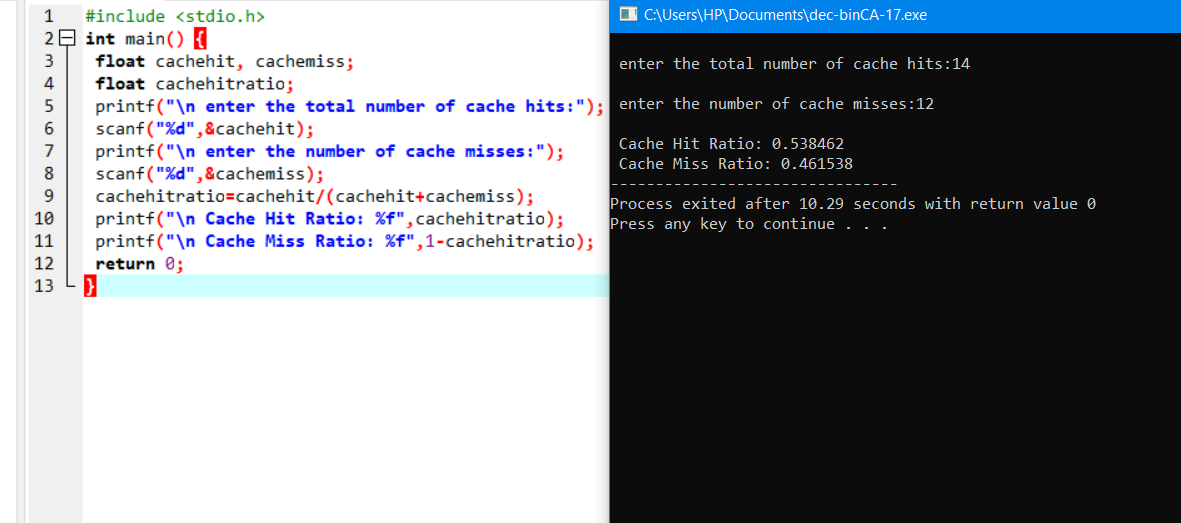 1 #include <stdio.h>
2 int main() {
3 float cachehit, cachemiss;
4 float cachehitratio;
5 printf("\n enter the total number of cache hits:");
6 scanf("%d",&cachehit);
7 printf("\n enter the number of cache misses:");
8 scanf("%d",&cachemiss);
9 cachehitratio=cachehit/(cachehit+cachemiss);
10 printf("\n Cache Hit Ratio: %f",cachehitratio);
11 printf("\n Cache Miss Ratio: %f",1-cachehitratio);
12 return 0;
13 }
C:\Users\HP\Documents\dec-binCA-17.exe
enter the total number of cache hits:14
enter the number of cache misses:12
Cache Hit Ratio: 0.538462
Cache Miss Ratio: 0.461538
--------------------------------
Process exited after 10.29 seconds with return value 0
Press any key to continue . . .